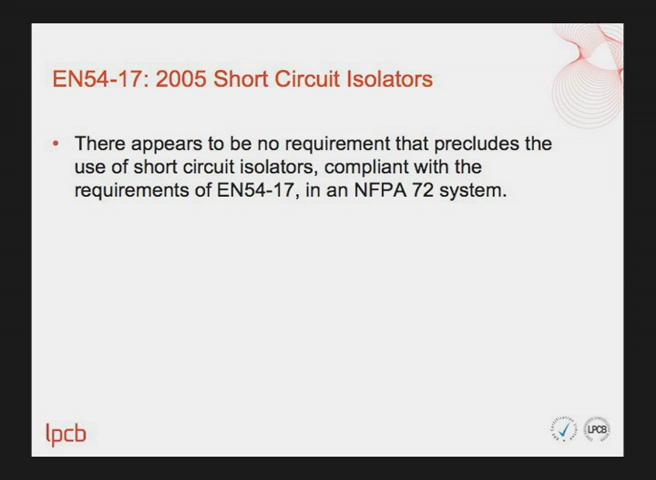 EN54-17: 2005 Short Circuit Isolators
• There appears to be no requirement that precludes the
use of short circuit isolators, compliant with the
requirements of EN54-17, in an NFPA 72 system.
lpcb
LPCB